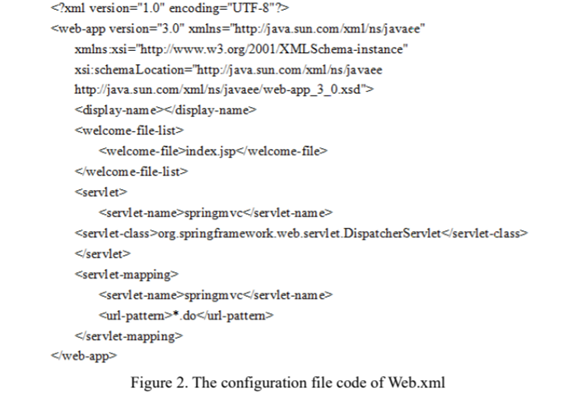 <?xml version="1.0" encoding="UTF-8"?>
<web-app version="3.0" xmlns="http://java.sun.com/xml/ns/javaee"
xmlns:xsi="http://www.w3.org/2001/XMLSchema-instance"
xsi:schemaLocation="http://java.sun.com/xml/ns/javaee
http://java.sun.com/xml/ns/javaee/web-app_3_0.xsd">
<display-name></display-name>
<welcome-file-list>
<welcome-file>index.jsp</welcome-file>
</welcome-file-list>
<servlet>
<servlet-name>springmvc</servlet-name>
<servlet-class>org.springframework.web.servlet.DispatcherServlet</servlet-class>
</servlet>
<servlet-mapping>
<servlet-name>springmvc</servlet-name>
<url-pattern>*.do</url-pattern>
</servlet-mapping>
</web-app>
Figure 2. The configuration file code of Web.xml